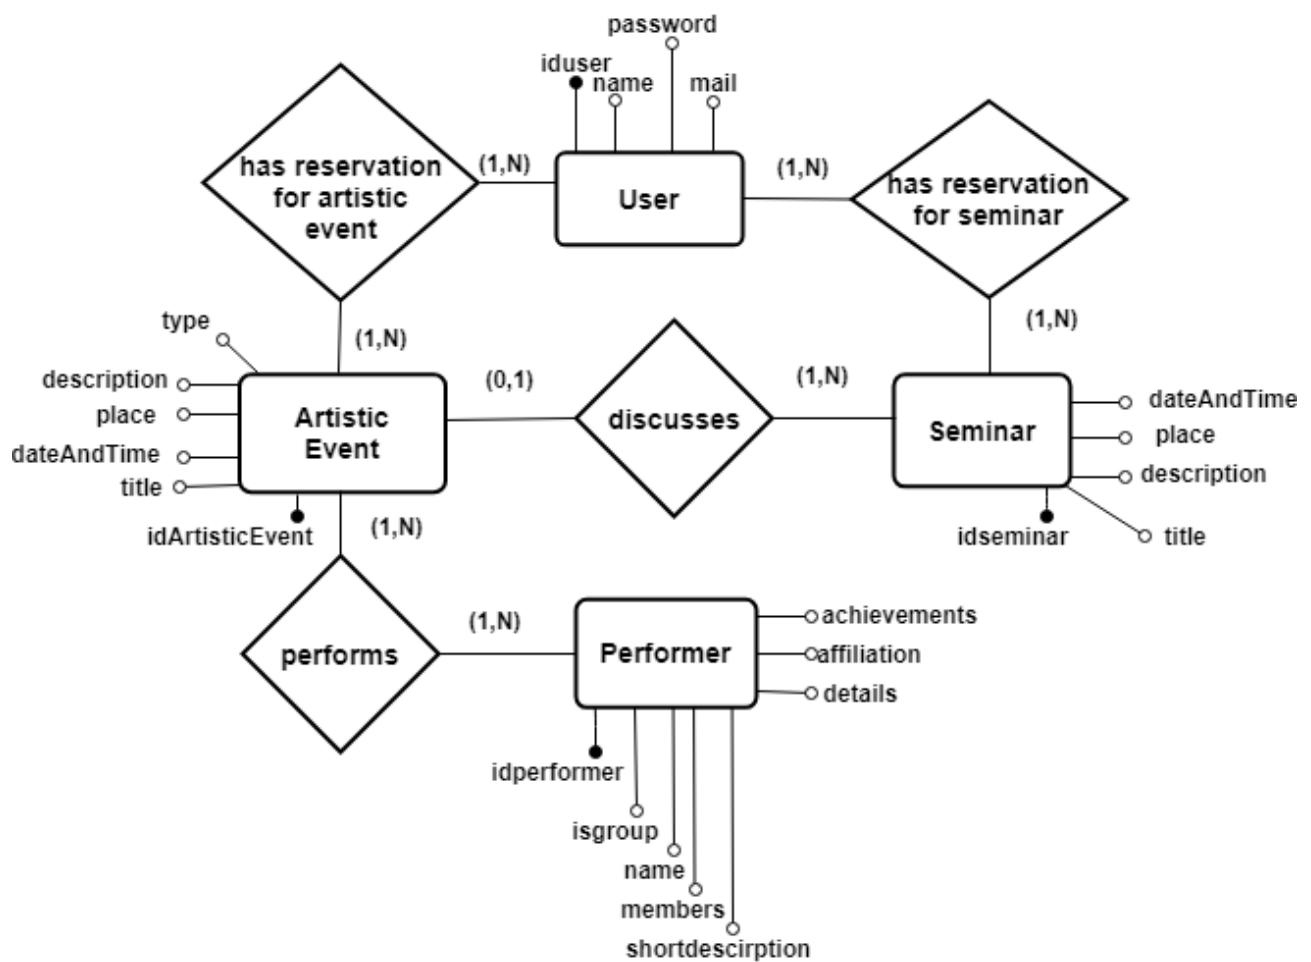 password
iduser
name
mail
has reservation
for artistic
event
(1,N)
User
(1,N)
has reservation
for seminar
type
(1,N)
(1,N)
description
place
dateAndTime
title
Artistic
Event
(0,1)
discusses
(1,N)
Seminar
dateAndTime
place
description
title
idArtisticEvent
(1,N)
idseminar
performs
(1,N)
Performer
achievements
affiliation
details
idperformer
isgroup
name
members
shortdescirption